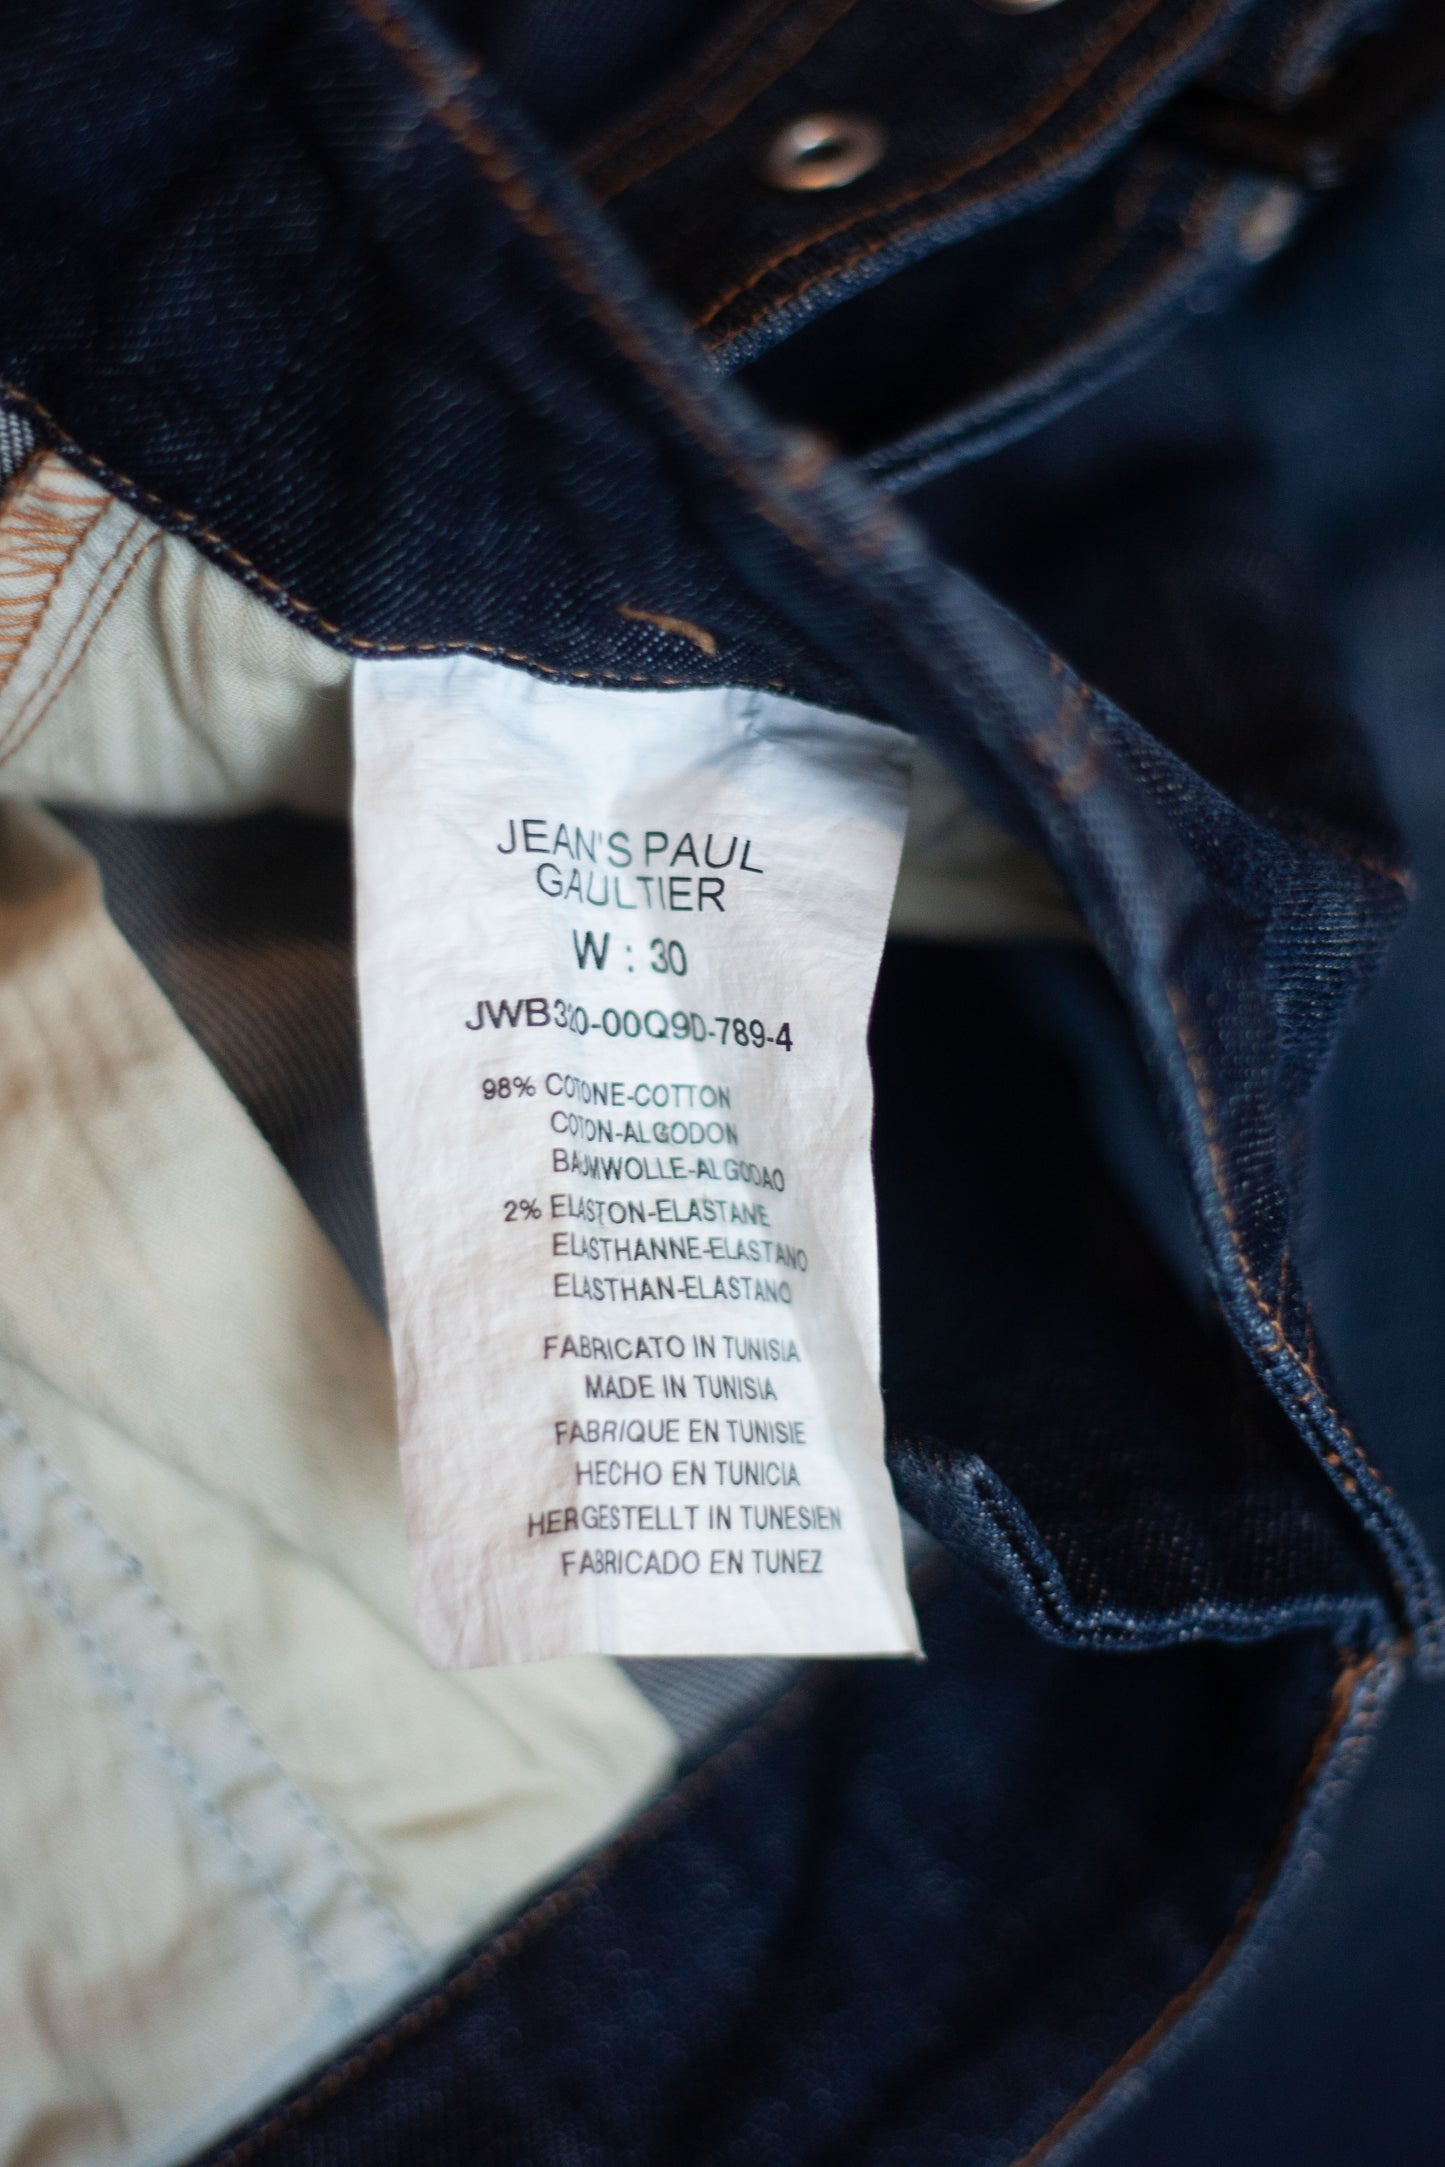 JEAN'S PAUL
GAULTIER
W : 30
JWB320-00Q9D-789-4
98% COTONE-COTTON
COTON-ALGODON
BAUMWOLLE-ALGODAO
2% ELASTON-ELASTANE
ELASTHANNE-ELASTANO
ELASTHAN-ELASTANO
FABRICATO IN TUNISIA
MADE IN TUNISIA
FABRIQUE EN TUNISIE
HECHO EN TUNICIA
HERGESTELLT IN TUNESIEN
FABRICADO EN TUNEZ